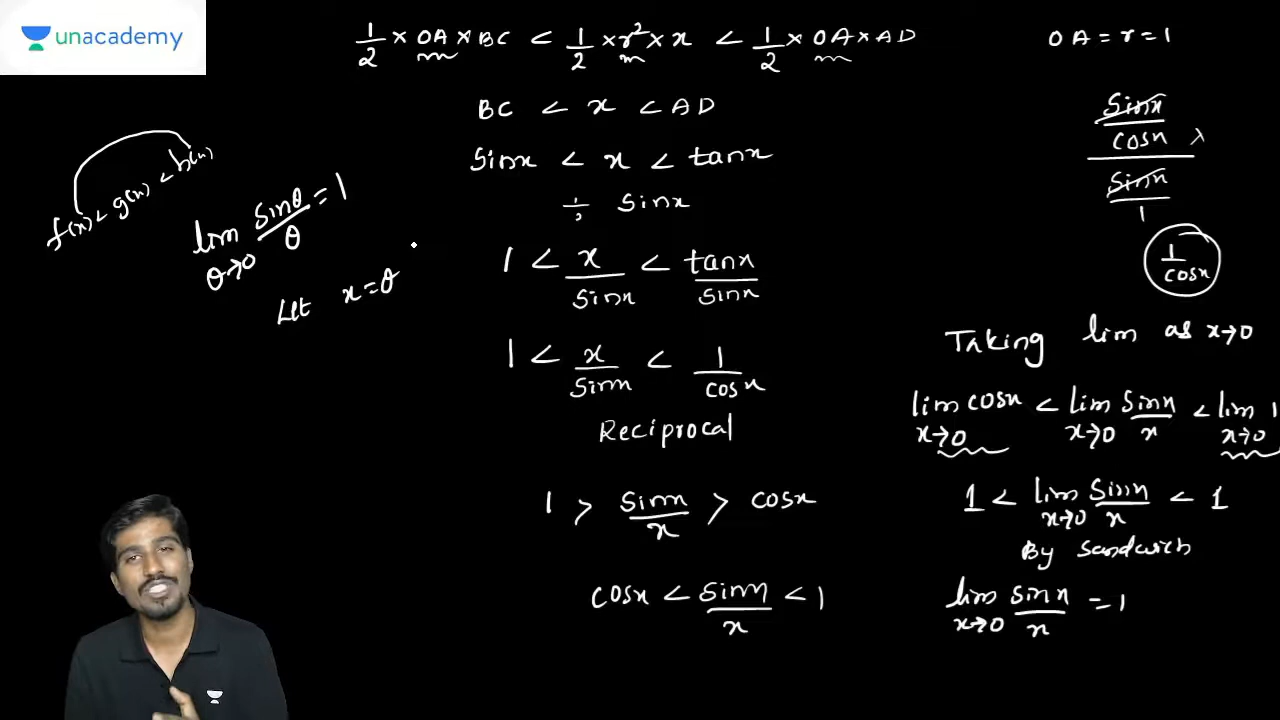 unacademy
1/2 × OA × BC < 1/2 × r² × x < 1/2 × OA × AD
OA = r = 1
BC < x < AD
sinx < x < tanx
÷ sinx
1 < x/sinx < tanx/sinx
1 < x/sinx < 1/cosx
Reciprocal
1 > sinx/x > cosx
cosx < sinx/x < 1
f(x) < g(x) < h(x)
lim θ→0 sinθ/θ = 1
Let x = θ
sinx/cosx
sinx/1
1/cosx
Taking lim as x→0
lim x→0 cosx < lim x→0 sinx/x < lim x→0 1
1 < lim x→0 sinx/x < 1
By sandwich
lim x→0 sinx/x = 1